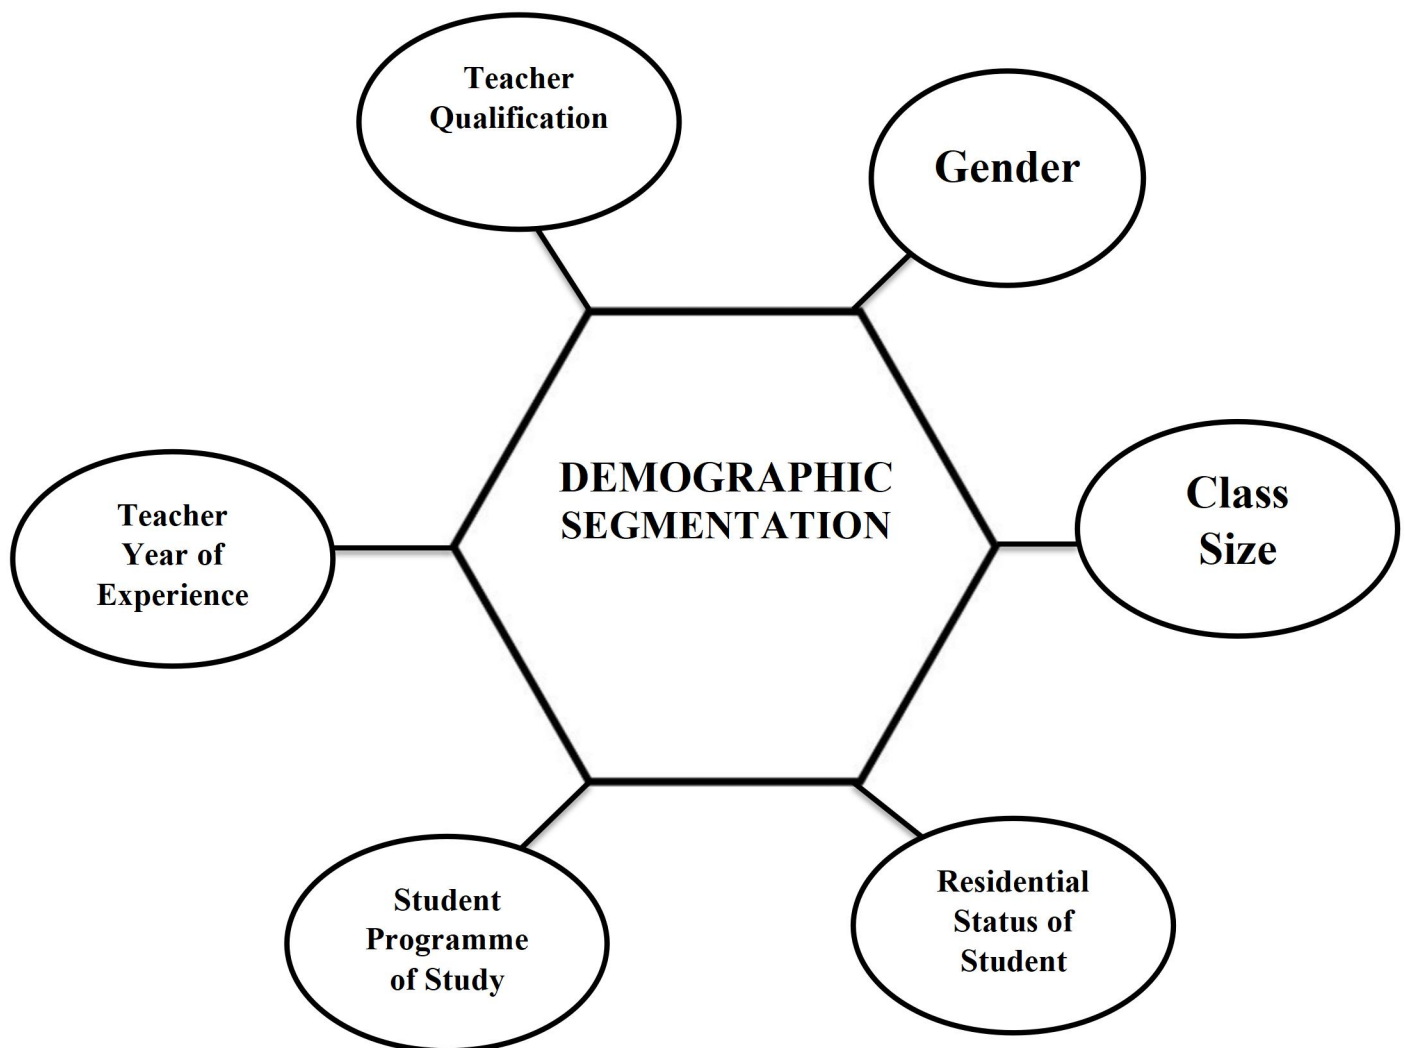 Teacher
Qualification
Gender
DEMOGRAPHIC
SEGMENTATION
Class
Size
Teacher
Year of
Experience
Student
Programme
of Study
Residential
Status of
Student